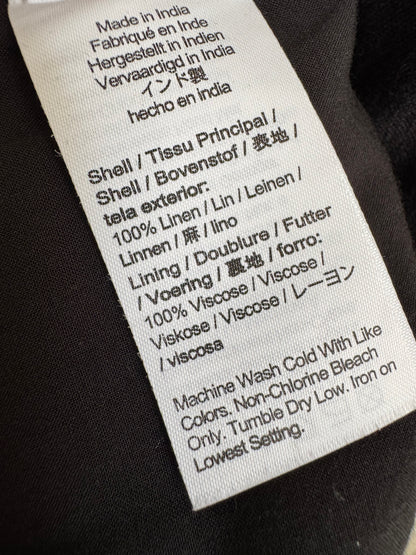 Made in India
Fabriqué en Inde
Hergestellt in Indien
Vervaardigd in India
インド製
hecho en India
Shell / Tissu Principal /
Shell / Bovenstof / 表地 /
tela exterior:
100% Linen / Lin / Leinen /
Linnen / 麻 / lino
Lining / Doublure / Futter
/ Voering / 裏地 / forro:
100% Viscose / Viscose /
Viskose / Viscose / レーヨン
/ viscosa
Machine Wash Cold With Like
Colors. Non-Chlorine Bleach
Only. Tumble Dry Low. Iron on
Lowest Setting.